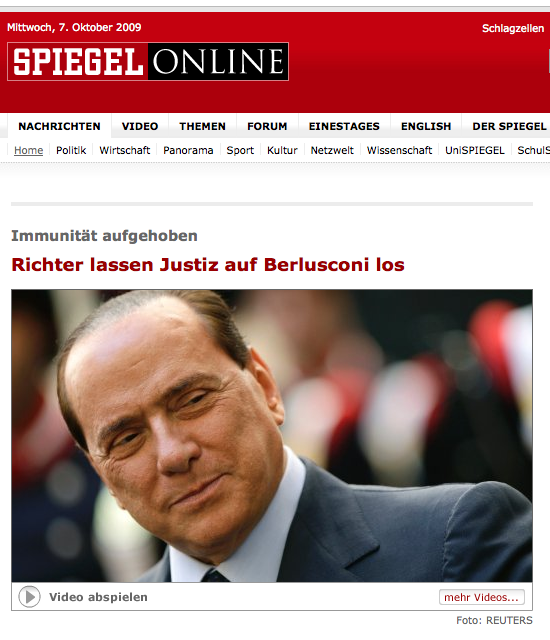 Mittwoch, 7. Oktober 2009
Schlagzeilen
SPIEGEL ONLINE
NACHRICHTEN VIDEO THEMEN FORUM EINESTAGES ENGLISH DER SPIEGEL
Home Politik Wirtschaft Panorama Sport Kultur Netzwelt Wissenschaft UniSPIEGEL SchulS
Immunität aufgehoben
Richter lassen Justiz auf Berlusconi los
Video abspielen
mehr Videos...
Foto: REUTERS